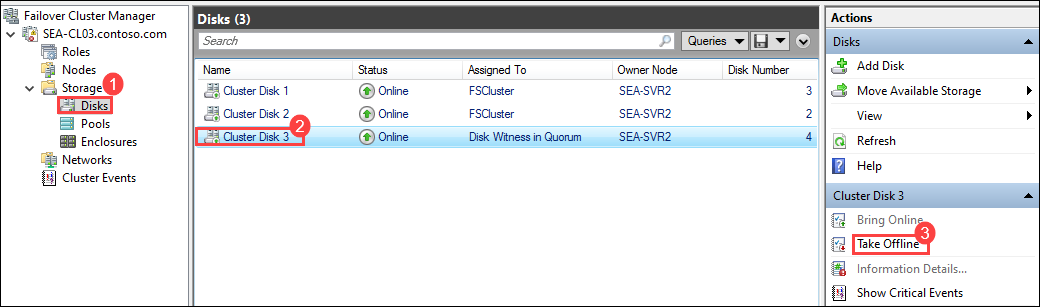 Failover Cluster Manager
SEA-CL03.contoso.com
Roles
Nodes
Storage
1
Disks
Pools
Enclosures
Networks
Cluster Events
Disks (3)
Search
Queries
Name Status Assigned To Owner Node Disk Number
Cluster Disk 1 Online FSCluster SEA-SVR2 3
Cluster Disk 2 Online FSCluster SEA-SVR2 2
2
Cluster Disk 3 Online Disk Witness in Quorum SEA-SVR2 4
Actions
Disks
Add Disk
Move Available Storage
View
Refresh
Help
Cluster Disk 3
Bring Online
3
Take Offline
Information Details...
Show Critical Events